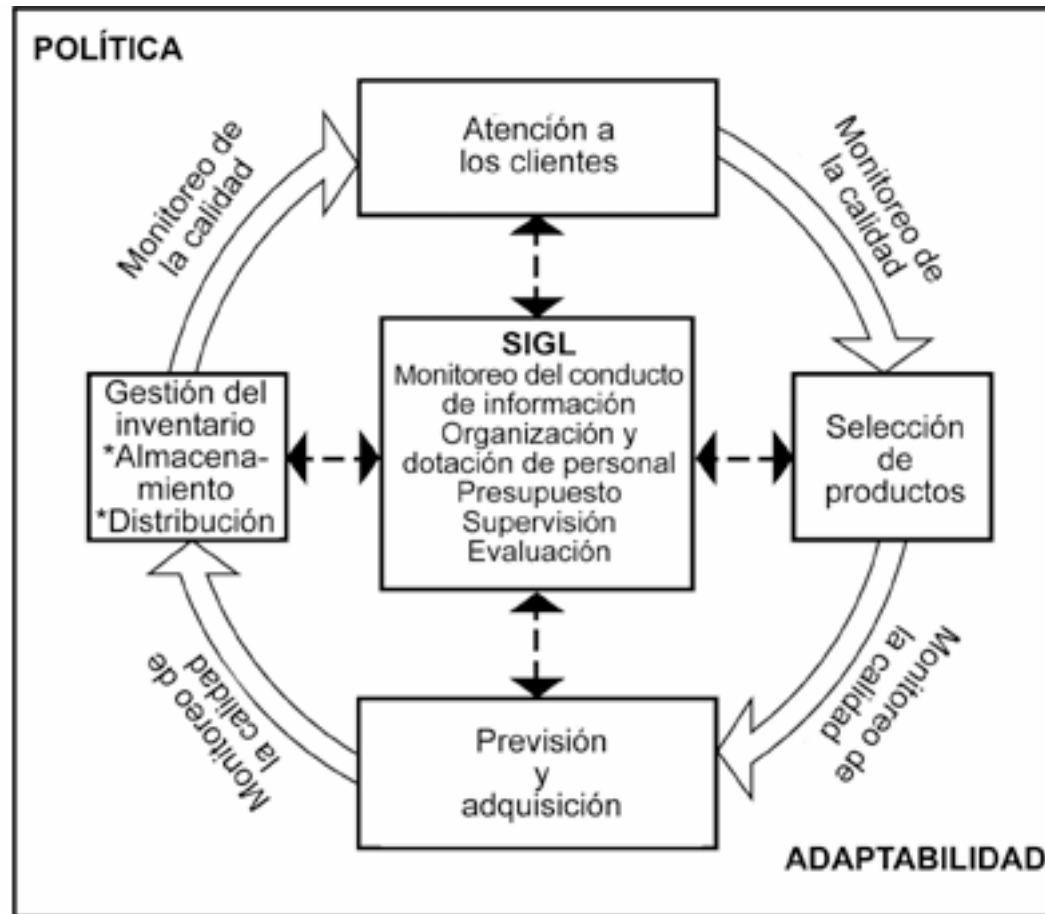 POLÍTICA
Atención a
los clientes
Monitoreo de
la calidad
Monitoreo de
la calidad
SIGL
Monitoreo del conducto
de información
Organización y
dotación de personal
Presupuesto
Supervisión
Evaluación
Gestión del
inventario
*Almacena-
miento
*Distribución
Selección
de
productos
Monitoreo de
la calidad
Monitoreo de
la calidad
Previsión
y
adquisición
ADAPTABILIDAD